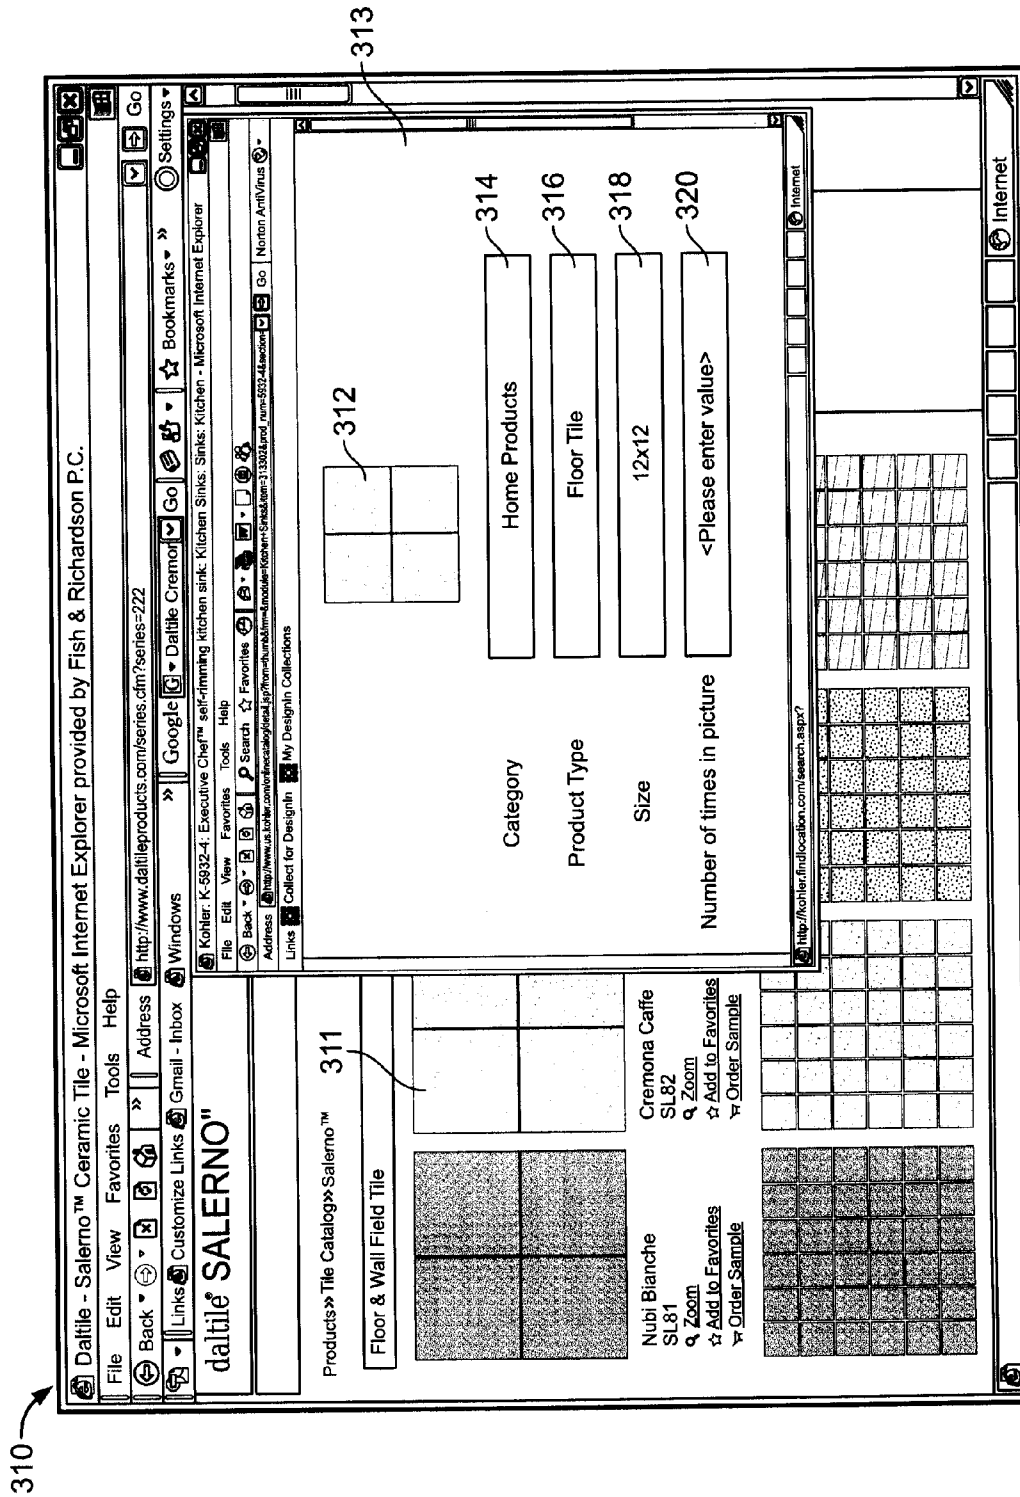 310
Daltile - Salerno™ Ceramic Tile - Microsoft Internet Explorer provided by Fish & Richardson P.C.
File Edit View Favorites Tools Help
Back » Address http://www.daltileproducts.com/series.cfm?series=222 Go
Links Customize Links Gmail - Inbox Windows » Google G Daltile Cremor Go Bookmarks » Settings
daltile® SALERNO"
Products»Tile Catalog»Salerno™
Floor & Wall Field Tile
311
Nubi Bianche
SL81
Zoom
Add to Favorites
Order Sample
Cremona Caffe
SL82
Zoom
Add to Favorites
Order Sample
Kohler: K-5932-4: Executive Chef™ self-rimming kitchen sink: Kitchen Sinks: Sinks: Kitchen - Microsoft Internet Explorer
File Edit View Favorites Tools Help
Back Search Favorites
Address Go Norton AntiVirus
Links Collect for DesignIn My DesignIn Collections
312
313
Category Home Products 314
Product Type Floor Tile 316
Size 12x12 318
Number of times in picture <Please enter value> 320
http://kohler.findlocation.com/search.aspx? Internet
Internet